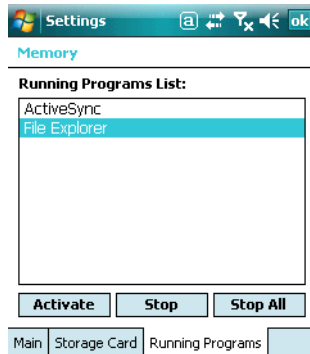 Settings a ok
Memory
Running Programs List:
ActiveSync
File Explorer
Activate Stop Stop All
Main Storage Card Running Programs